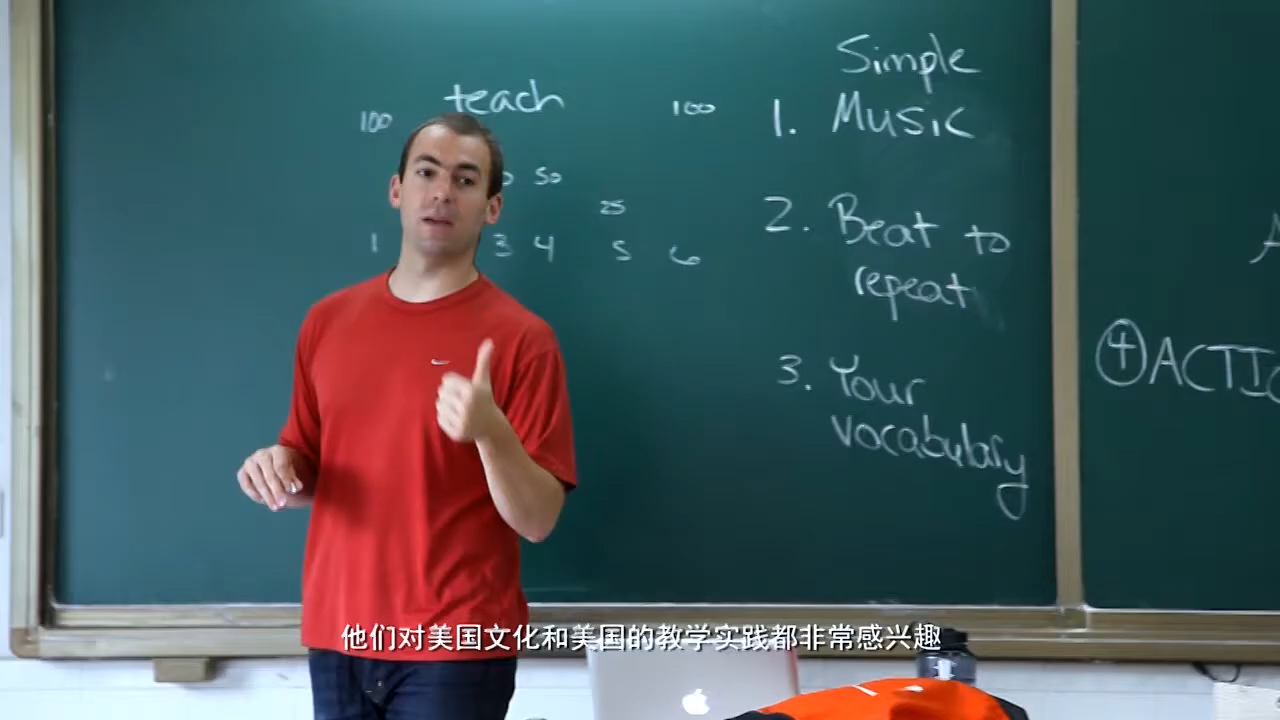 teach
100
100
50
25
1
3 4
5
6
Simple
1. Music
2. Beat to
repeat
3. Your
vocabulary
④ ACTI
他们对美国文化和美国的教学实践都非常感兴趣